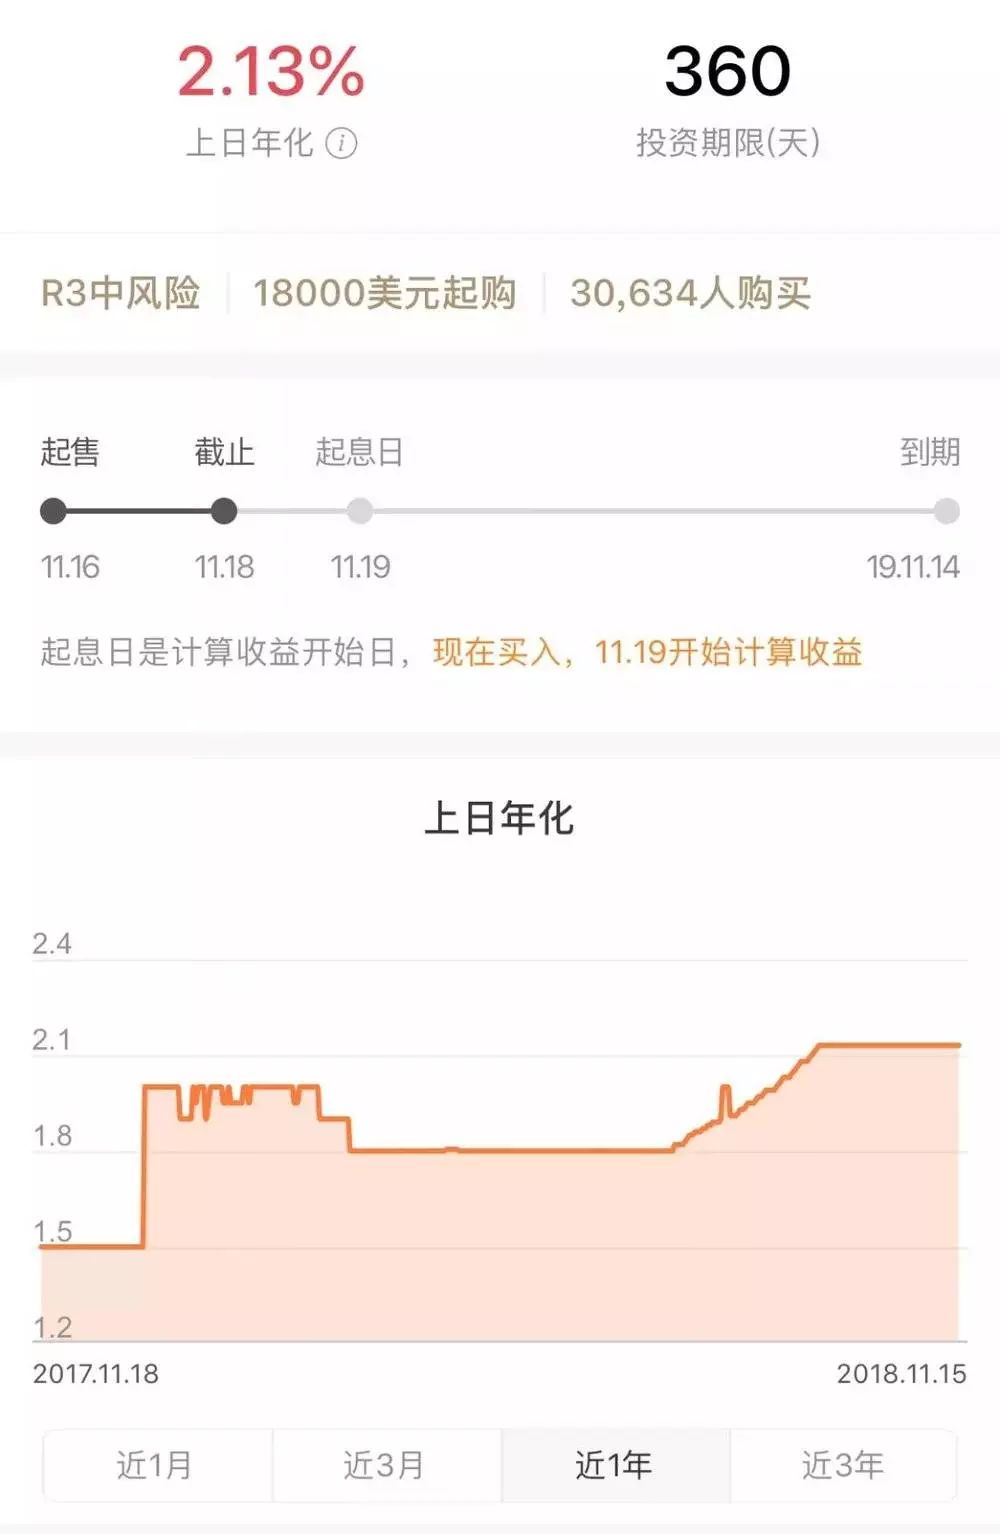 2.13% 360
上日年化 i 投资期限(天)
R3中风险 18000美元起购 30,634人购买
起售 截止 起息日 到期
11.16 11.18 11.19 19.11.14
起息日是计算收益开始日，现在买入，11.19开始计算收益
上日年化
2.4
2.1
1.8
1.5
1.2
2017.11.18 2018.11.15
近1月 近3月 近1年 近3年